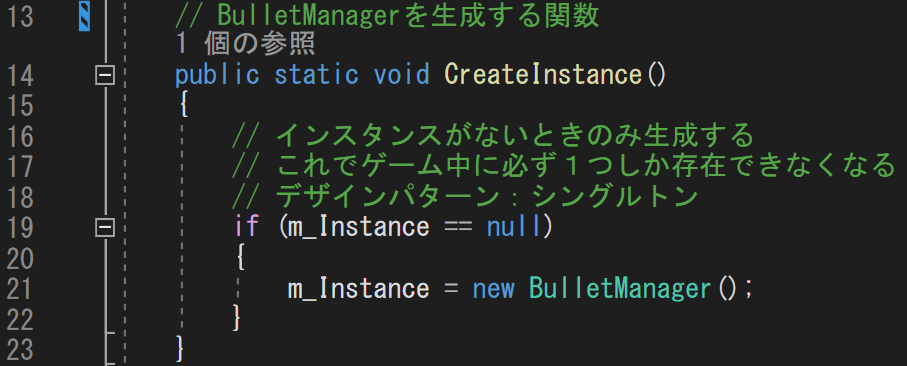 13 // BulletManagerを生成する関数
1 個の参照
14 public static void CreateInstance()
15 {
16 // インスタンスがないときのみ生成する
17 // これでゲーム中に必ず１つしか存在できなくなる
18 // デザインパターン：シングルトン
19 if (m_Instance == null)
20 {
21 m_Instance = new BulletManager();
22 }
23 }